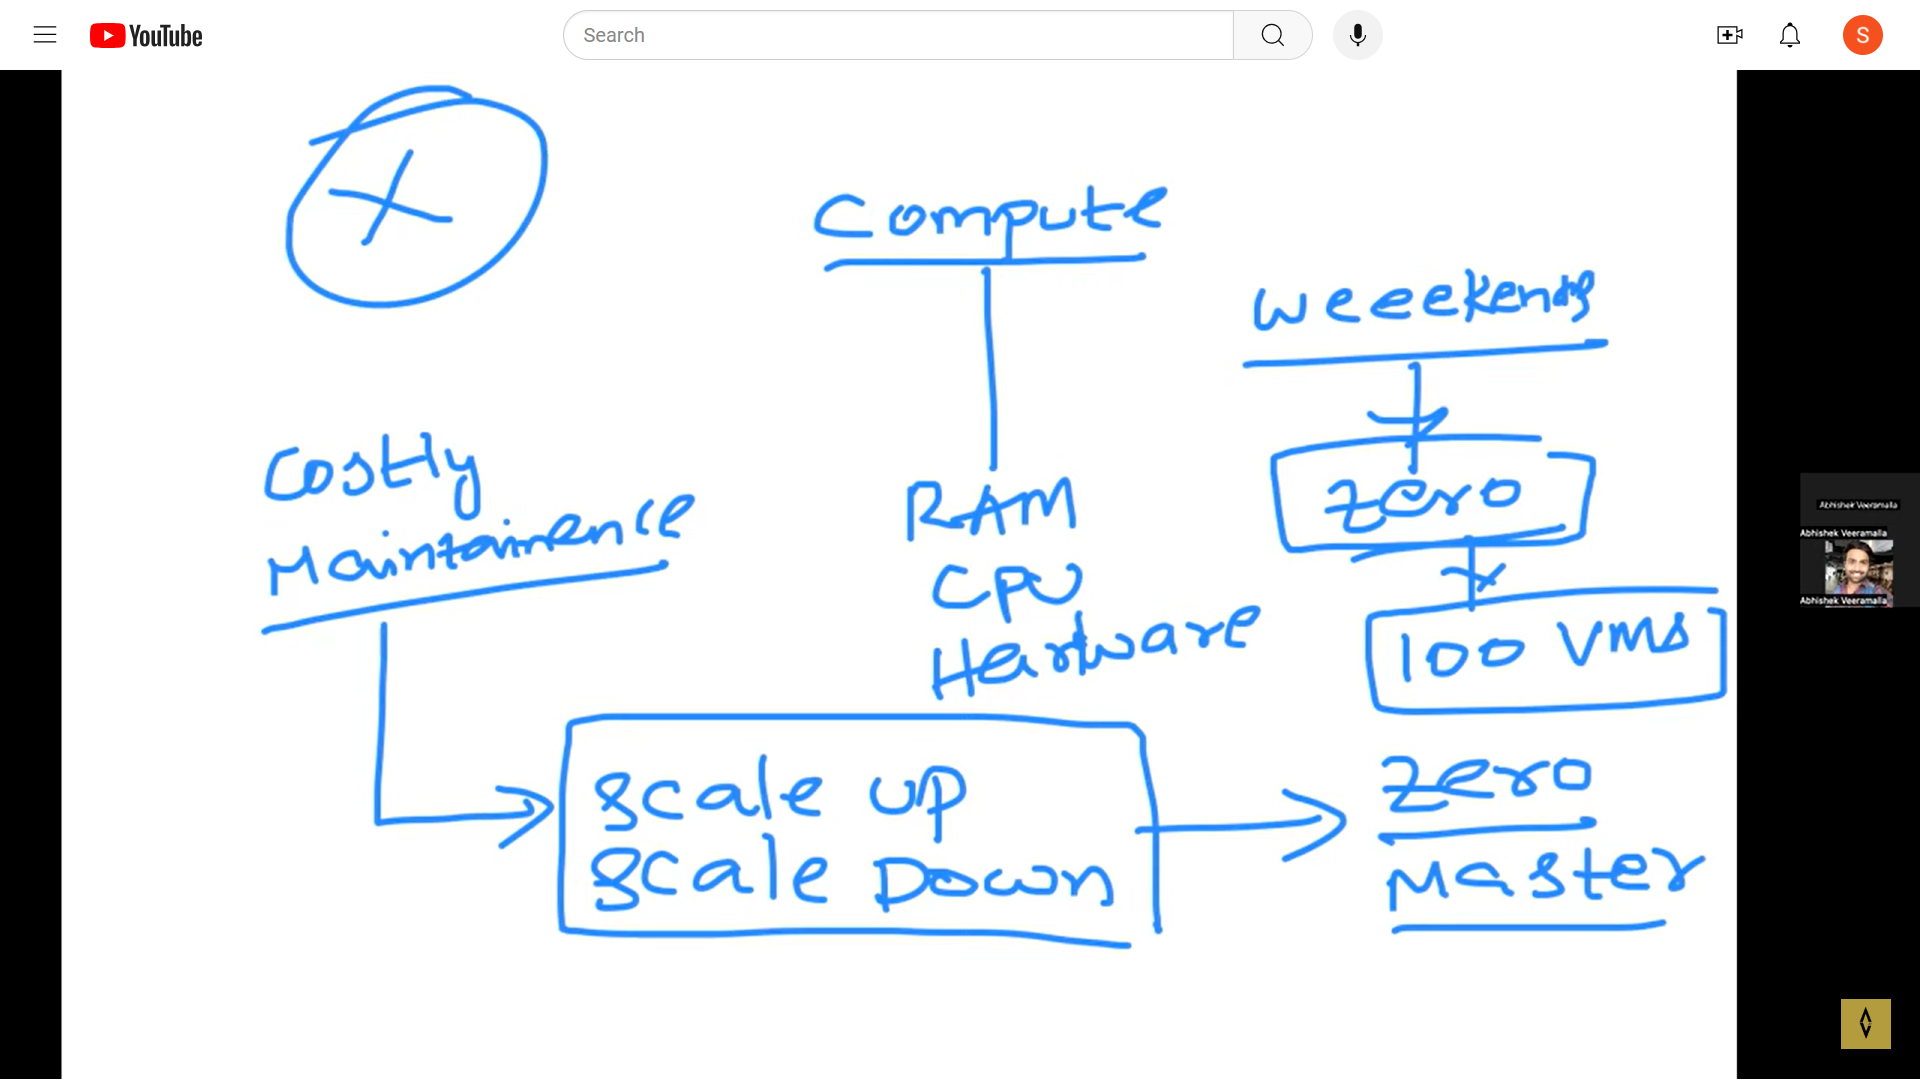 YouTube
Search
S
Compute
Weeekends
Costly
Maintainence
RAM
CPU
Hardware
Zero
100 VMS
Scale UP
Scale Down
Zero
Master
Abhishek Veeramalla
Abhishek Veeramalla
Abhishek Veeramalla